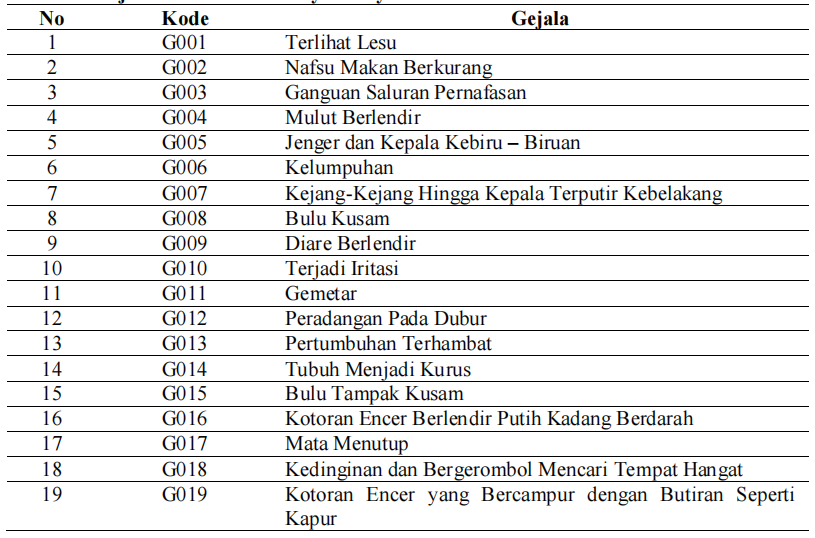 No Kode Gejala
1 G001 Terlihat Lesu
2 G002 Nafsu Makan Berkurang
3 G003 Ganguan Saluran Pernafasan
4 G004 Mulut Berlendir
5 G005 Jenger dan Kepala Kebiru – Biruan
6 G006 Kelumpuhan
7 G007 Kejang-Kejang Hingga Kepala Terputir Kebelakang
8 G008 Bulu Kusam
9 G009 Diare Berlendir
10 G010 Terjadi Iritasi
11 G011 Gemetar
12 G012 Peradangan Pada Dubur
13 G013 Pertumbuhan Terhambat
14 G014 Tubuh Menjadi Kurus
15 G015 Bulu Tampak Kusam
16 G016 Kotoran Encer Berlendir Putih Kadang Berdarah
17 G017 Mata Menutup
18 G018 Kedinginan dan Bergerombol Mencari Tempat Hangat
19 G019 Kotoran Encer yang Bercampur dengan Butiran Seperti
Kapur